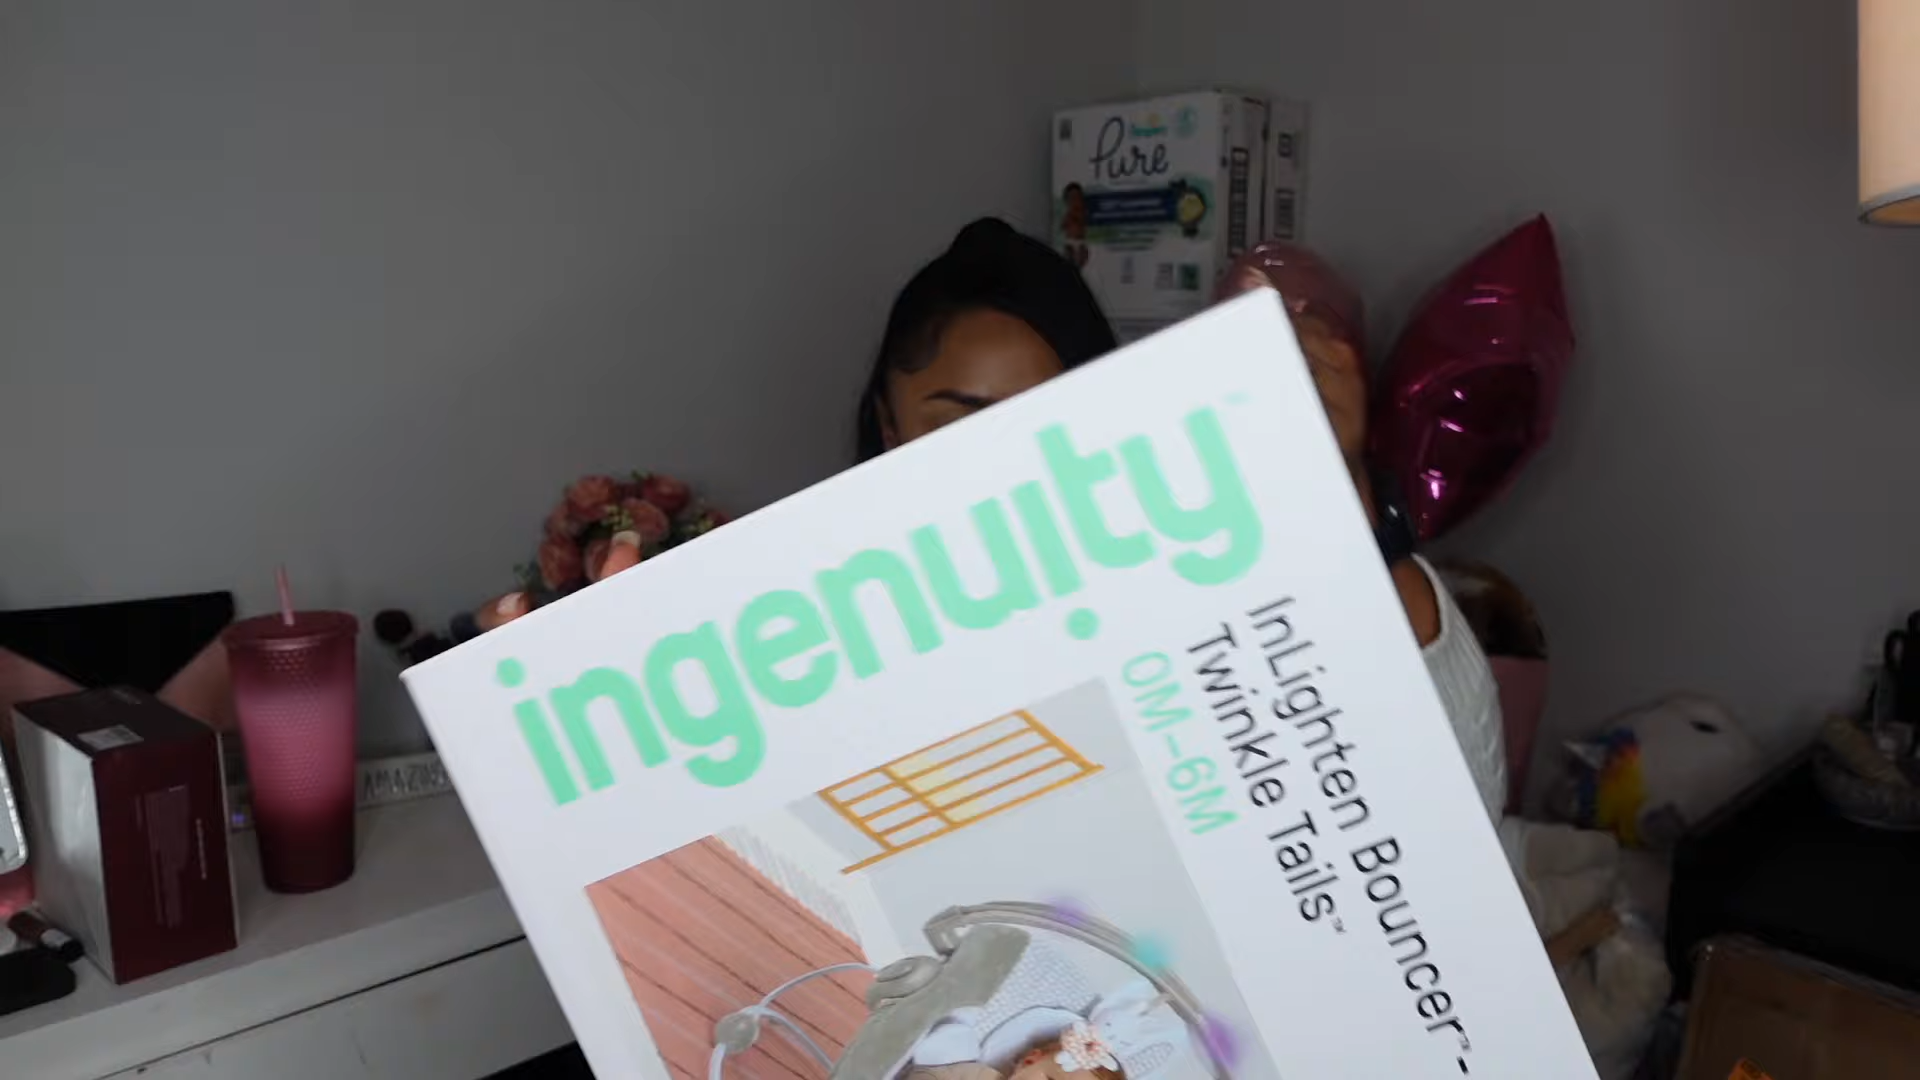 Pure
ingenuity
InLighten Bouncer™-
Twinkle Tails™
0M-6M